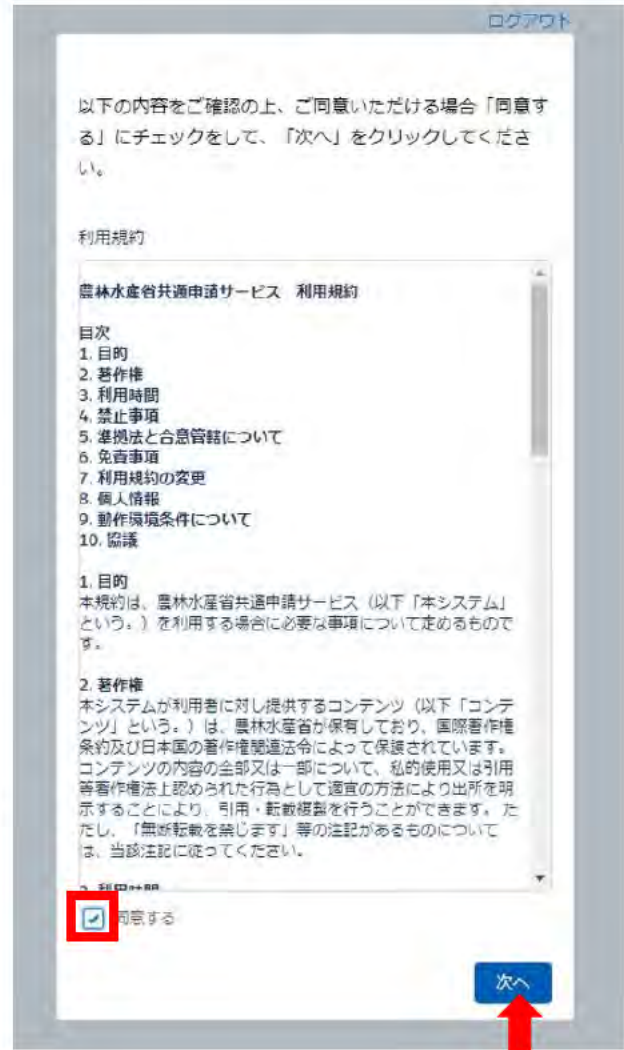 ログアウト
以下の内容をご確認の上、ご同意いただける場合「同意す
る」にチェックをして、「次へ」をクリックしてくださ
い。
利用規約
農林水産省共通申請サービス 利用規約
目次
1. 目的
2. 著作権
3. 利用時間
4. 禁止事項
5. 準拠法と合意管轄について
6. 免責事項
7. 利用規約の変更
8. 個人情報
9. 動作環境条件について
10. 協議
1. 目的
本規約は、農林水産省共通申請サービス（以下「本システム」
という。）を利用する場合に必要な事項について定めるもので
す。
2. 著作権
本システムが利用者に対し提供するコンテンツ（以下「コンテ
ンツ」という。）は、農林水産省が保有しており、国際著作権
条約及び日本国の著作権関連法令によって保護されています。
コンテンツの内容の全部又は一部について、私的使用又は引用
等著作権法上認められた行為として適宜の方法により出所を明
示することにより、引用・転載複製を行うことができます。 た
だし、「無断転載を禁じます」等の注記があるものについて
は、当該注記に従ってください。
3. 利用時間
同意する
次へ